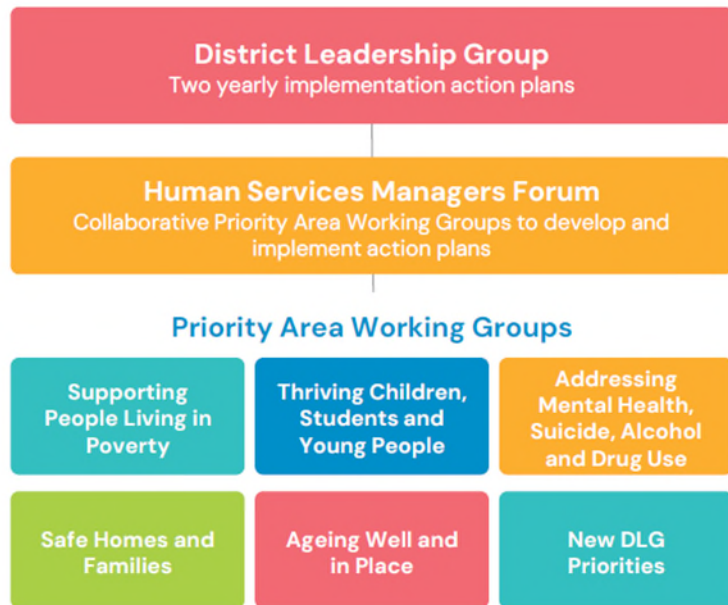 District Leadership Group
Two yearly implementation action plans
Human Services Managers Forum
Collaborative Priority Area Working Groups to develop and
implement action plans
Priority Area Working Groups
Supporting
People Living in
Poverty
Thriving Children,
Students and
Young People
Addressing
Mental Health,
Suicide, Alcohol
and Drug Use
Safe Homes and
Families
Ageing Well and
in Place
New DLG
Priorities